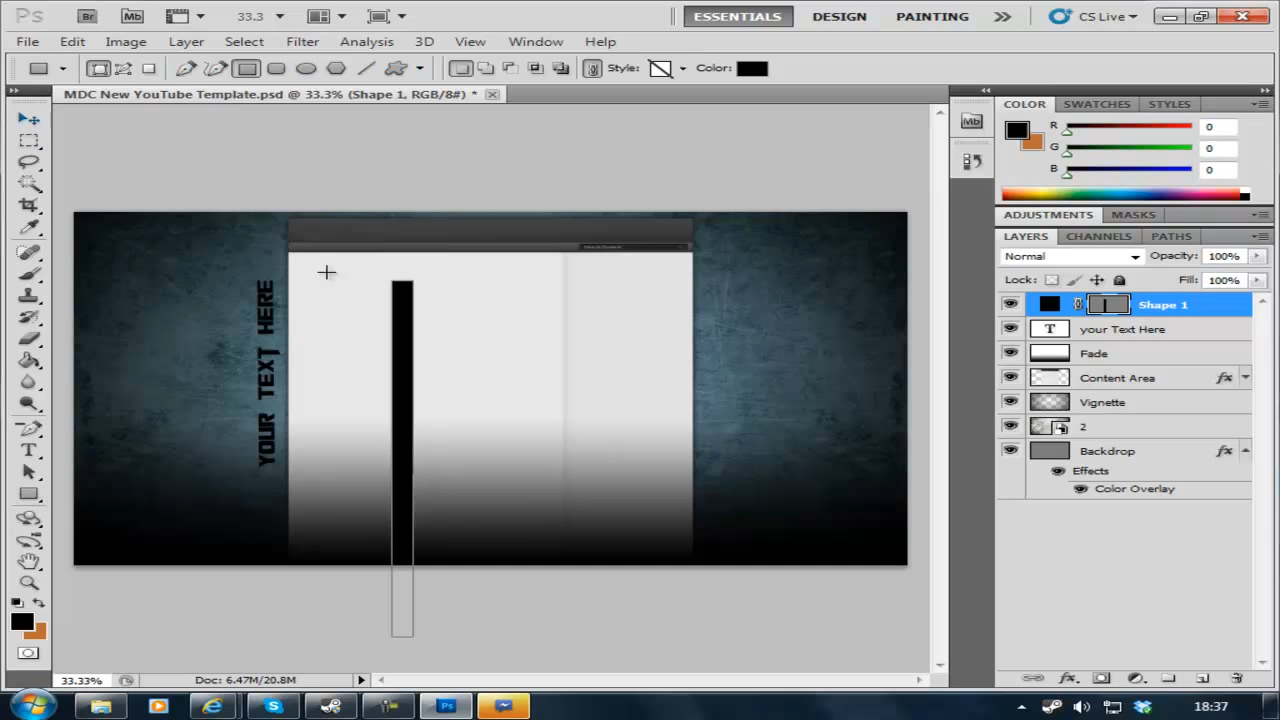 Ps Br Mb 33.3 ESSENTIALS DESIGN PAINTING CS Live
File Edit Image Layer Select Filter Analysis 3D View Window Help
Style: Color:
MDC New YouTube Template.psd @ 33.3% (Shape 1, RGB/8#) *
COLOR SWATCHES STYLES
R 0
G 0
B 0
ADJUSTMENTS MASKS
LAYERS CHANNELS PATHS
Normal Opacity: 100%
Lock: Fill: 100%
Shape 1
T your Text Here
Fade
Content Area fx
Vignette
2
Backdrop fx
Effects
Color Overlay
Mb
YOUR TEXT HERE
33.33% Doc: 6.47M/20.8M
fx
18:37